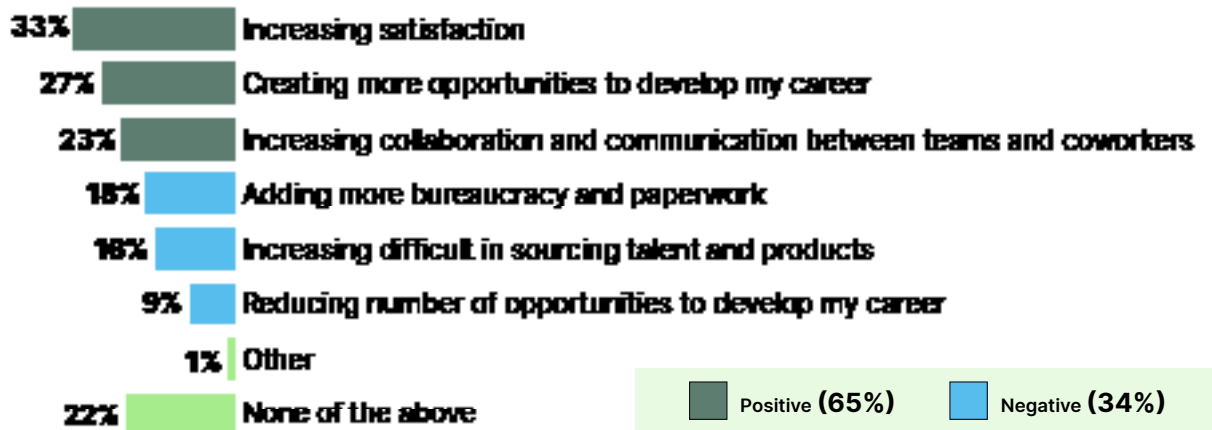 33% Increasing satisfaction
27% Creating more opportunities to develop my career
23% Increasing collaboration and communication between teams and coworkers
18% Adding more bureaucracy and paperwork
16% Increasing difficult in sourcing talent and products
9% Reducing number of opportunities to develop my career
1% Other
22% None of the above
Positive (65%)
Negative (34%)